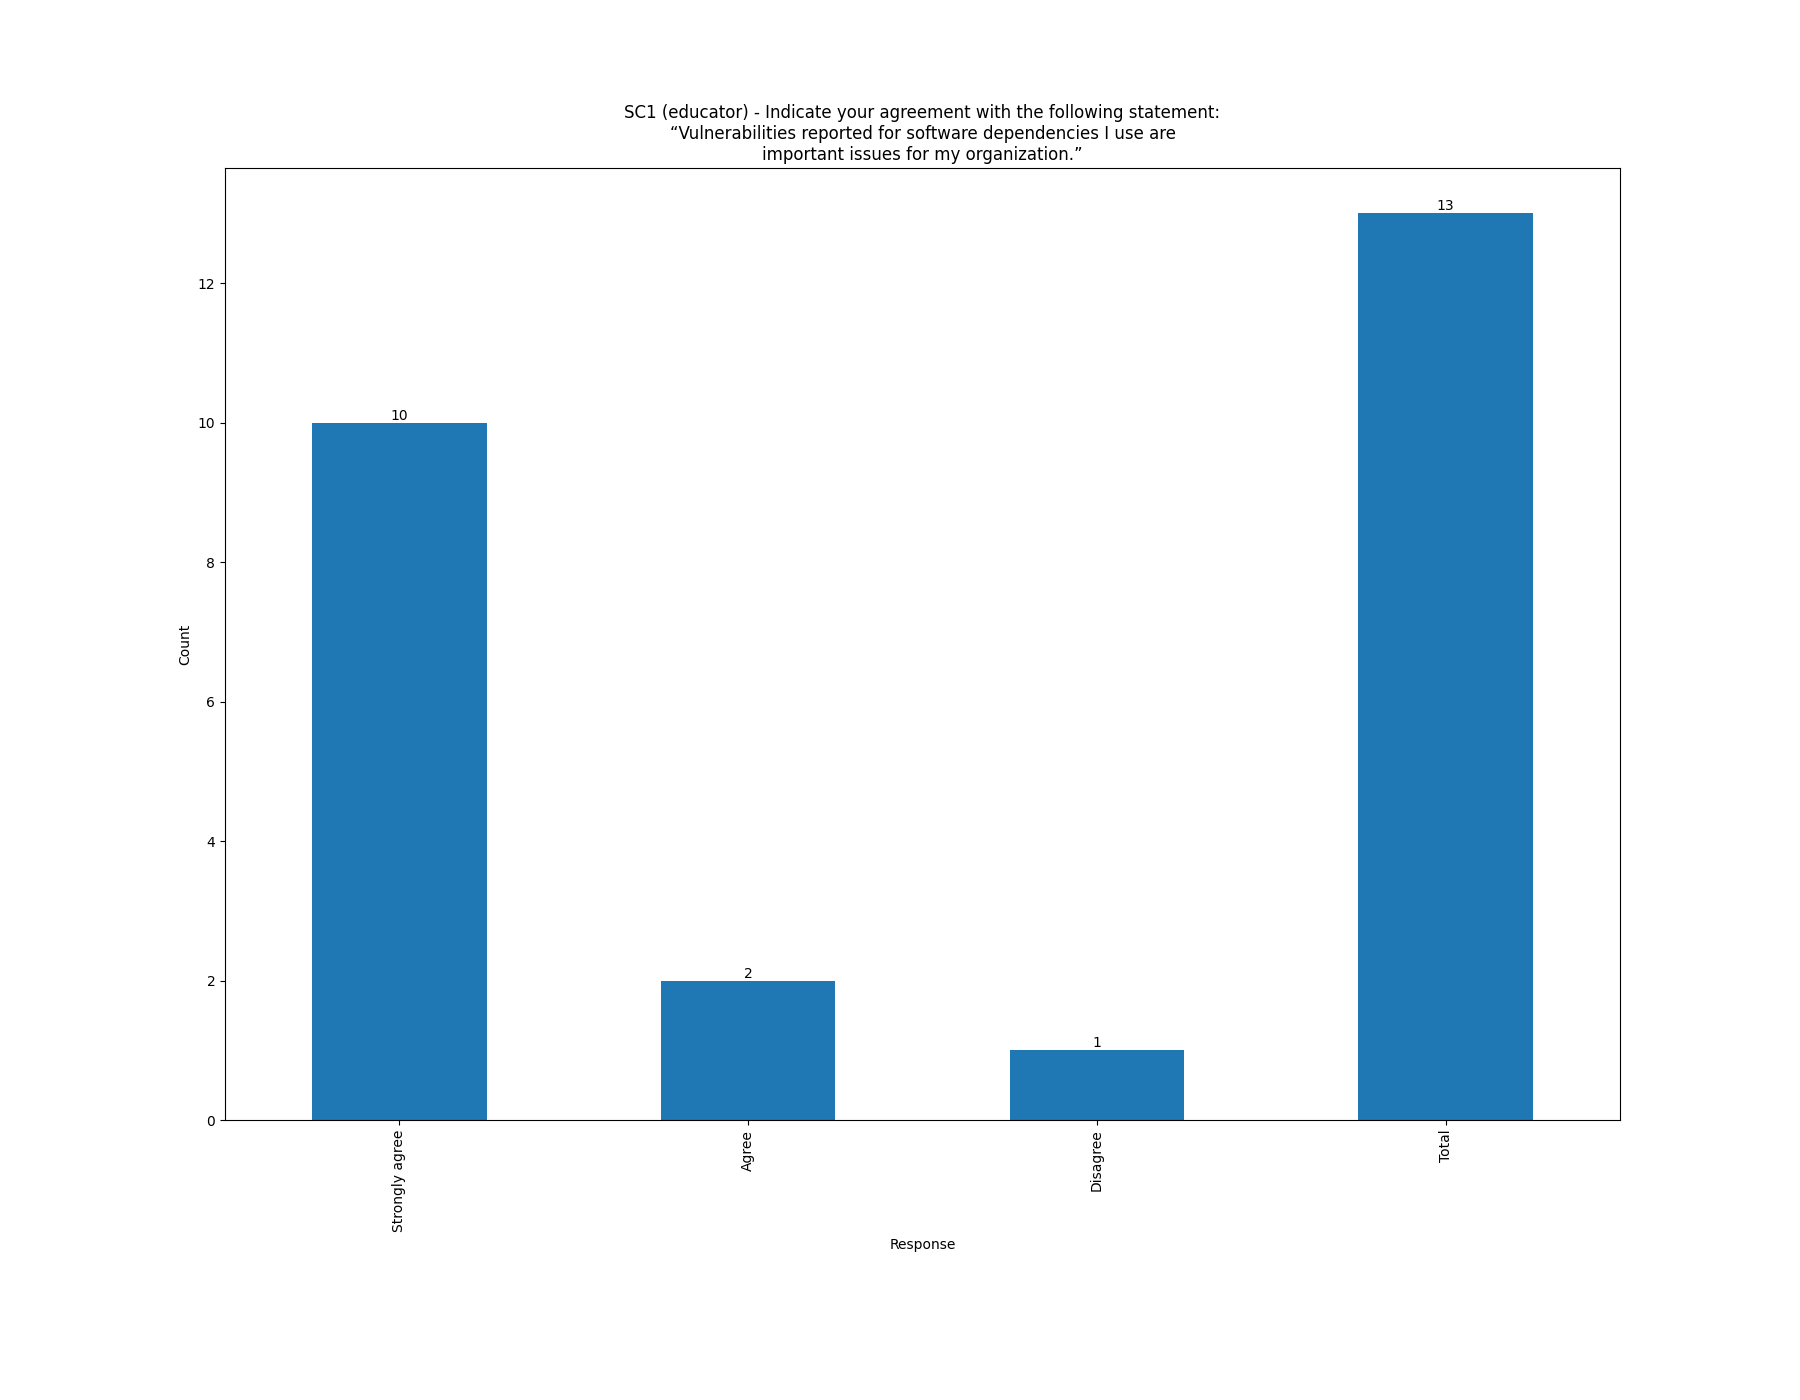 SC1 (educator) - Indicate your agreement with the following statement:
“Vulnerabilities reported for software dependencies I use are
important issues for my organization.”
13
12
10
10
8
Count
6
4
2
2
1
0
Strongly agree
Agree
Disagree
Total
Response